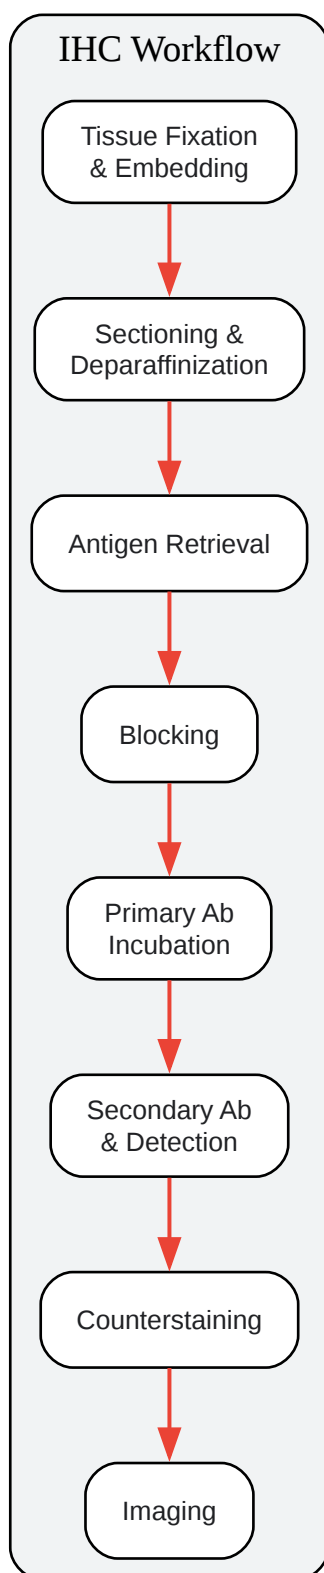 IHC Workflow
Tissue Fixation
& Embedding
Sectioning &
Deparaffinization
Antigen Retrieval
Blocking
Primary Ab
Incubation
Secondary Ab
& Detection
Counterstaining
Imaging